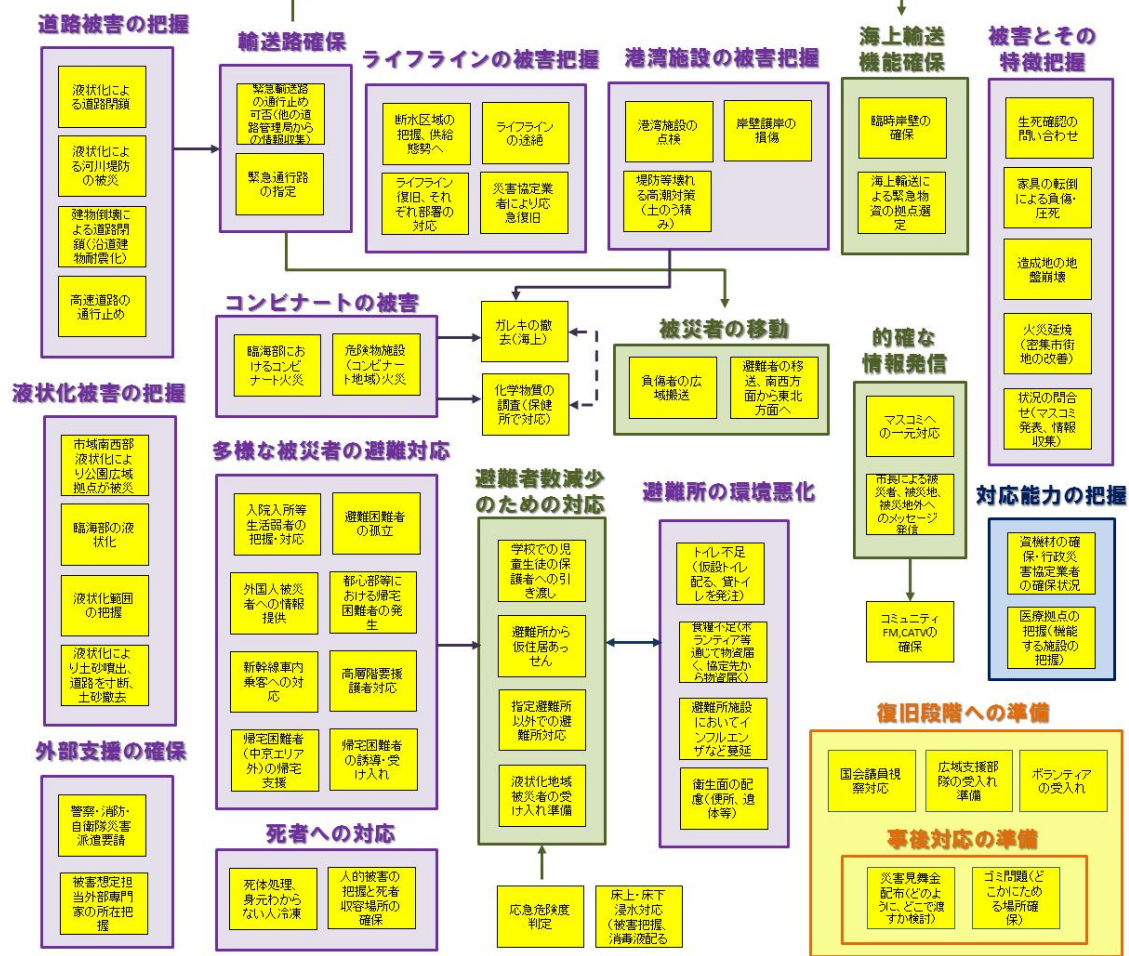 道路被害の把握
液状化によ
る道路閉鎖
液状化によ
る河川堤防
の被災
建物倒壊に
よる道路閉
鎖(沿道建
物耐震化)
高速道路の
通行止め
輸送路確保
緊急輸送路
の通行止め
可否(他の道
路管理局から
の情報収集)
緊急通行路
の指定
ライフラインの被害把握
断水区域の
把握、供給
態勢へ
ライフライン
の途絶
ライフライン
復旧、それ
ぞれ部署の
対応
災害協定業
者により応
急復旧
港湾施設の被害把握
港湾施設の
点検
岸壁護岸の
損傷
堤防等壊れ
る高潮対策
(土のう積
み)
海上輸送
機能確保
臨時岸壁の
確保
海上輸送に
よる緊急物
資の拠点選
定
被害とその
特徴把握
生死確認の
問い合わせ
家具の転倒
による負傷・
圧死
造成地の地
盤崩壊
火災延焼
(密集市街
地の改善)
状況の問合
せ(マスコミ
発表、情報
収集)
コンビナートの被害
臨海部にお
けるコンビ
ナート火災
危険物施設
(コンビナー
ト地域)火災
ガレキの撤
去(海上)
化学物質の
調査(保健
所で対応)
被災者の移動
負傷者の広
域搬送
避難者の移
送、南西方
面から東北
方面へ
的確な
情報発信
マスコミへ
の一元対応
市長による被
災者、被災地、
被災地外へ
のメッセージ
発信
コミュニティ
FM,CATVの
確保
液状化被害の把握
市域南西部
液状化によ
り公園広域
拠点が被災
臨海部の液
状化
液状化範囲
の把握
液状化によ
り土砂噴出、
道路を寸断、
土砂撤去
多様な被災者の避難対応
入院入所等
生活弱者の
把握・対応
避難困難者
の孤立
外国人被災
者への情報
提供
都心部等に
おける帰宅
困難者の発
生
新幹線車内
乗客への対
応
高層階要援
護者対応
帰宅困難者
(中京エリア
外)の帰宅
支援
帰宅困難者
の誘導・受
け入れ
避難者数減少
のための対応
学校での児
童生徒の保
護者への引
き渡し
避難所から
仮住居あっ
せん
指定避難所
以外での避
難所対応
液状化地域
被災者の受
け入れ準備
避難所の環境悪化
トイレ不足
(仮設トイレ
配る、貸トイ
レを発注)
食糧不足(ボ
ランティア等
通じて物資届
く、協定先か
ら物資届く)
避難所施設
においてイ
ンフルエン
ザなど蔓延
衛生面の配
慮(便所、遺
体等)
対応能力の把握
資機材の確
保・行政災
害協定業者
の確保状況
医療拠点の
把握(機能
する施設の
把握)
外部支援の確保
警察・消防・
自衛隊災害
派遣要請
被害想定担
当外部専門
家の所在把
握
死者への対応
死体処理、
身元わから
ない人冷凍
人的被害の
把握と死者
収容場所の
確保
応急危険度
判定
床上・床下
浸水対応
(被害把握、
消毒液配る
復旧段階への準備
国会議員視
察対応
広域支援部
隊の受入れ
準備
ボランティア
の受入れ
事後対応の準備
災害見舞金
配布(どのよ
うに、どこで渡
すか検討)
ゴミ問題(ど
こかにため
る場所確
保)